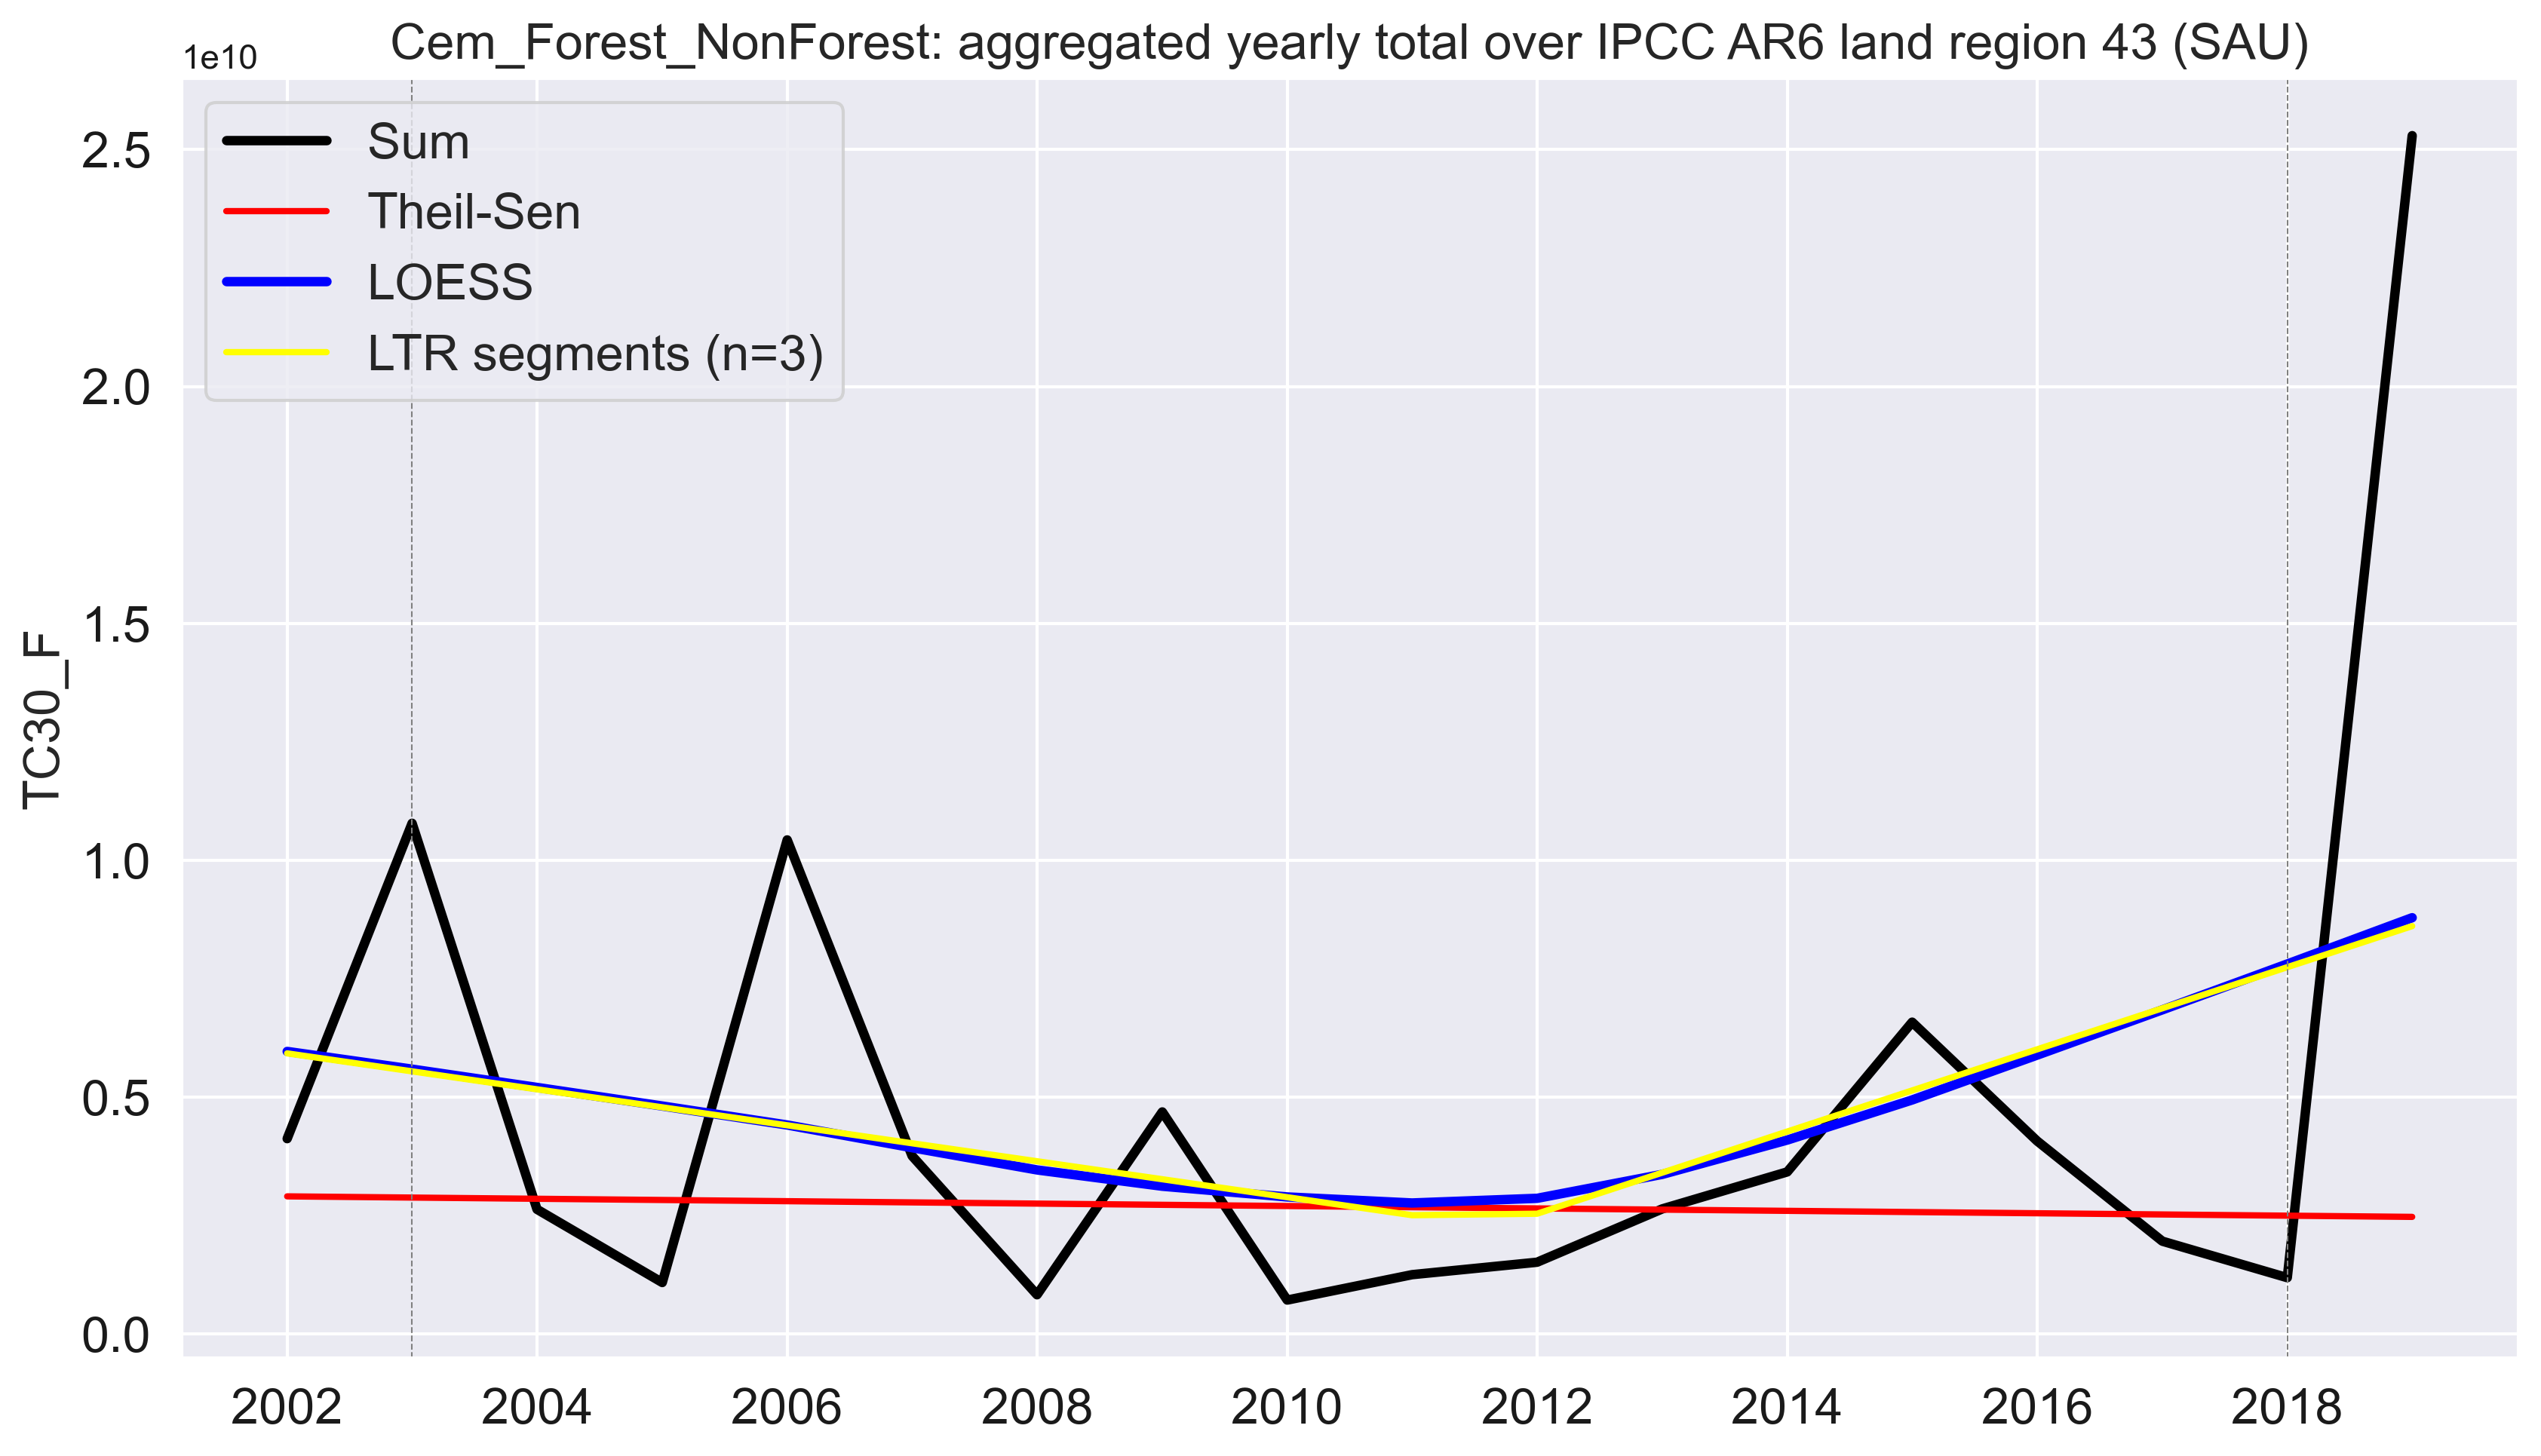 Cem_Forest_NonForest: aggregated yearly total over IPCC AR6 land region 43 (SAU)
1e10
Sum
Theil-Sen
LOESS
LTR segments (n=3)
2.5
2.0
1.5
1.0
0.5
0.0
TC30_F
2002 2004 2006 2008 2010 2012 2014 2016 2018